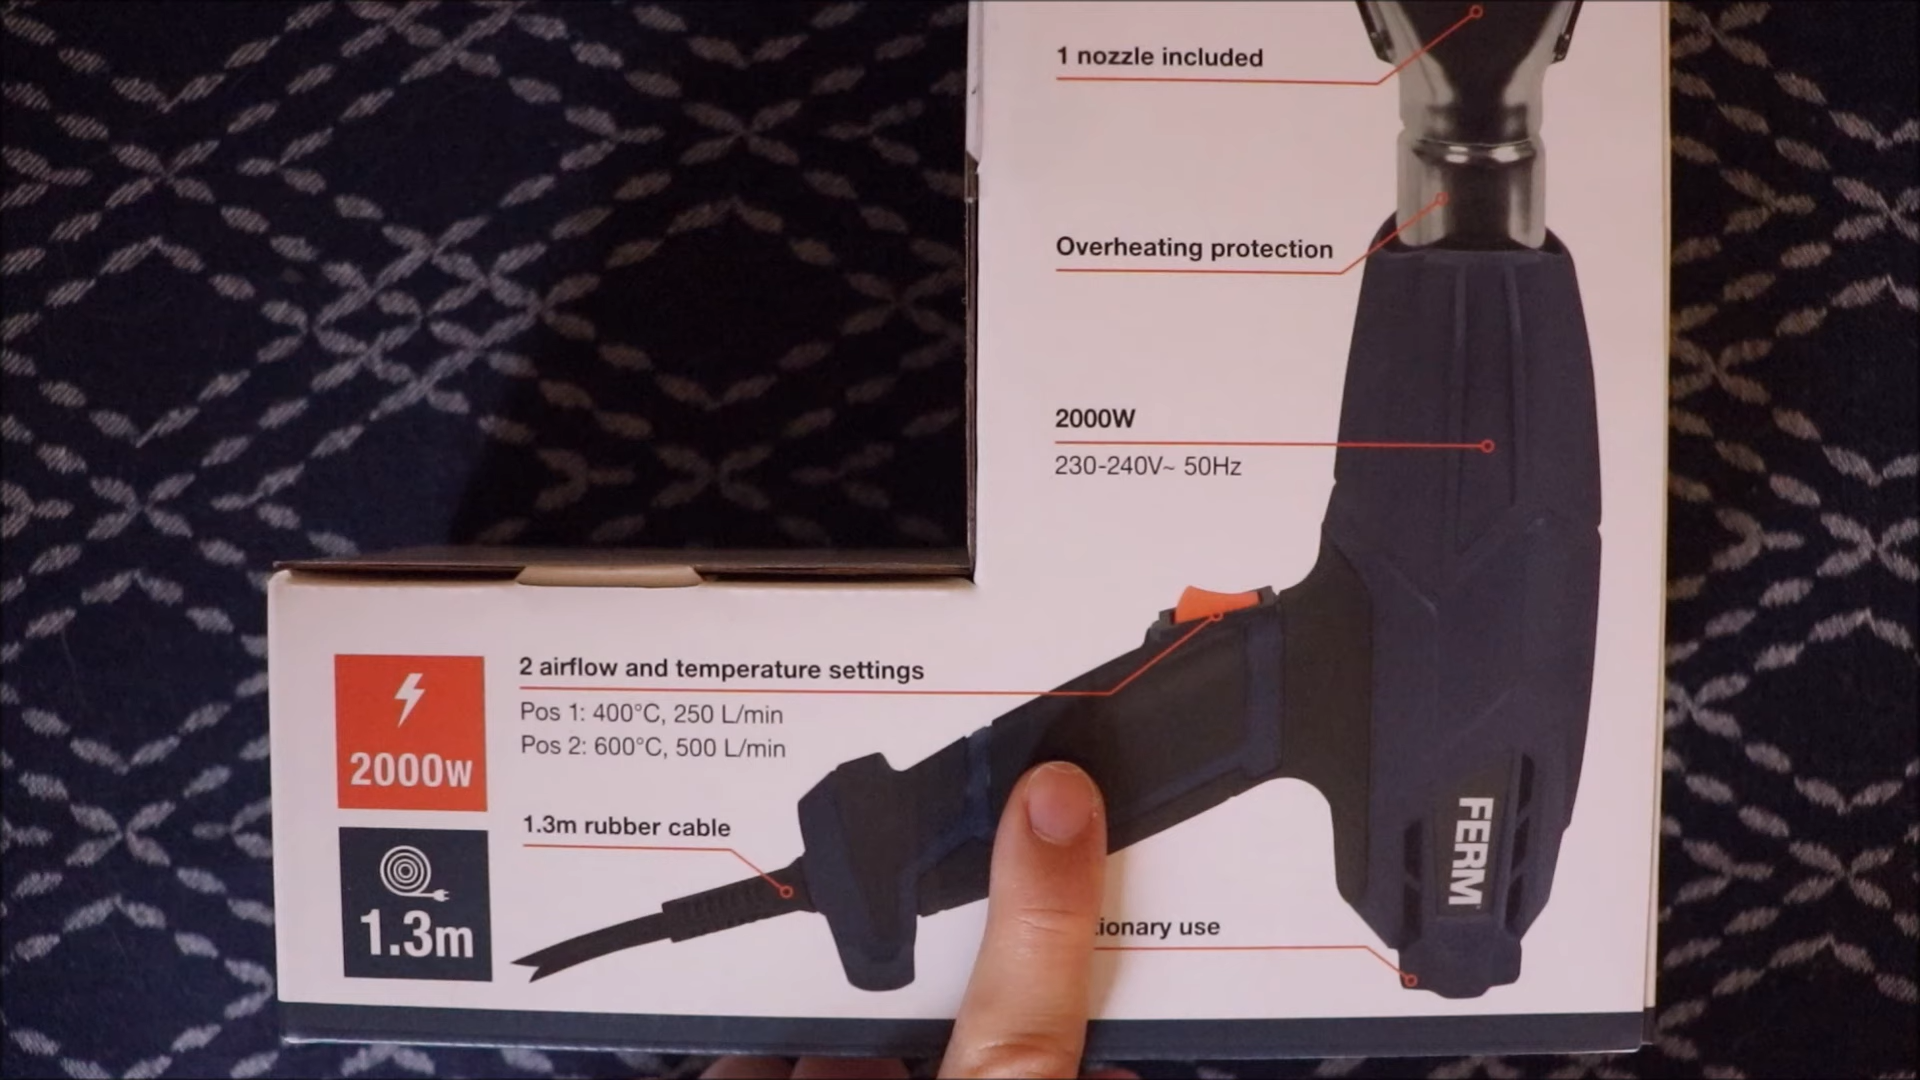 1 nozzle included
Overheating protection
2000W
230-240V~ 50Hz
2 airflow and temperature settings
Pos 1: 400°C, 250 L/min
Pos 2: 600°C, 500 L/min
2000W
1.3m rubber cable
1.3m
use
FERM